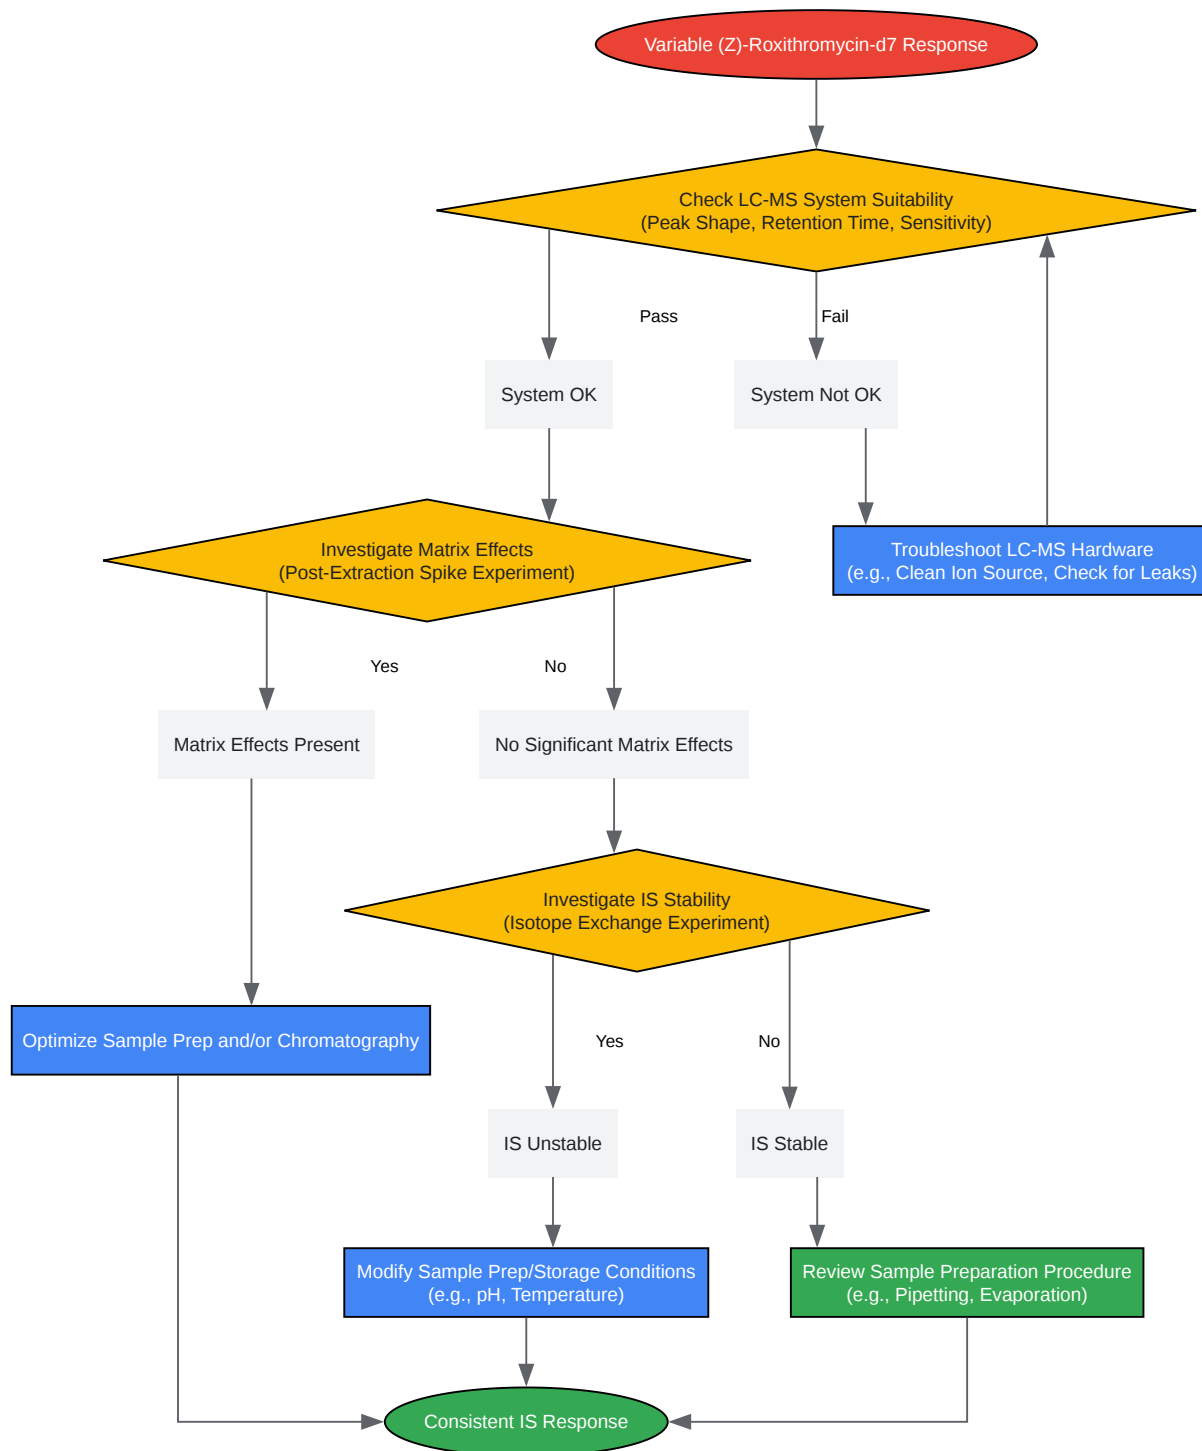 Variable (Z)-Roxithromycin-d7 Response
Check LC-MS System Suitability
(Peak Shape, Retention Time, Sensitivity)
Pass
Fail
System OK
System Not OK
Investigate Matrix Effects
(Post-Extraction Spike Experiment)
Troubleshoot LC-MS Hardware
(e.g., Clean Ion Source, Check for Leaks)
Yes
No
Matrix Effects Present
No Significant Matrix Effects
Investigate IS Stability
(Isotope Exchange Experiment)
Optimize Sample Prep and/or Chromatography
Yes
No
IS Unstable
IS Stable
Modify Sample Prep/Storage Conditions
(e.g., pH, Temperature)
Review Sample Preparation Procedure
(e.g., Pipetting, Evaporation)
Consistent IS Response